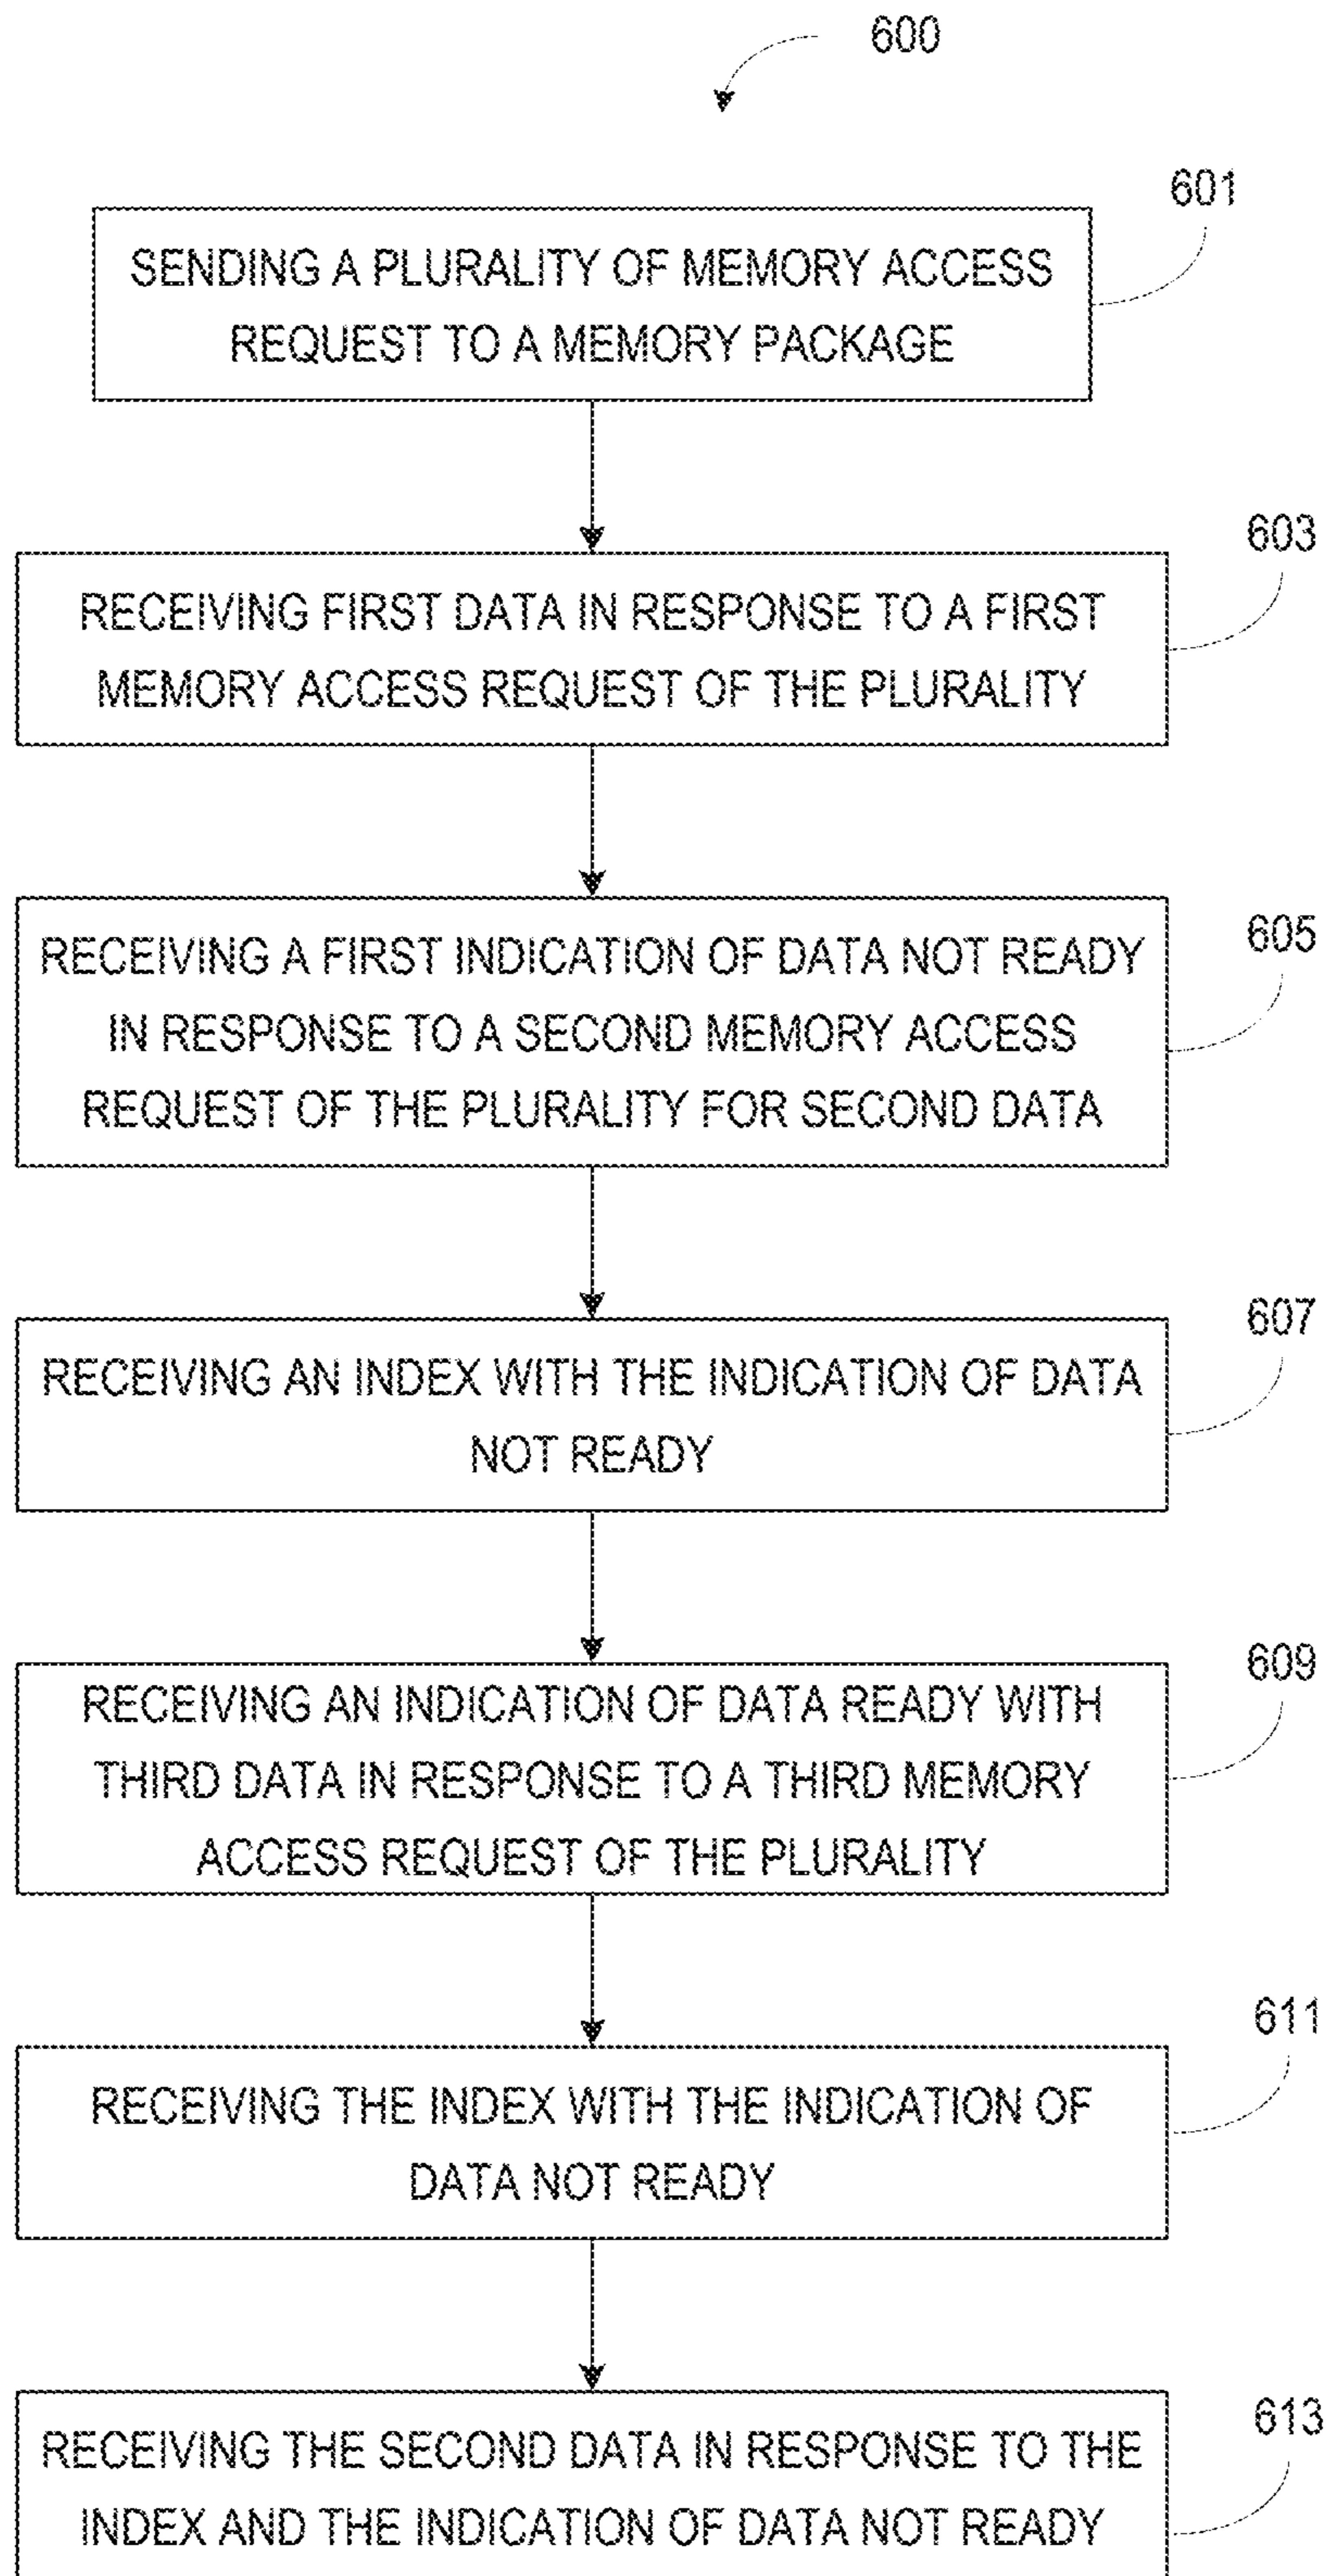 600
601
SENDING A PLURALITY OF MEMORY ACCESS
REQUEST TO A MEMORY PACKAGE
603
RECEIVING FIRST DATA IN RESPONSE TO A FIRST
MEMORY ACCESS REQUEST OF THE PLURALITY
605
RECEIVING A FIRST INDICATION OF DATA NOT READY
IN RESPONSE TO A SECOND MEMORY ACCESS
REQUEST OF THE PLURALITY FOR SECOND DATA
607
RECEIVING AN INDEX WITH THE INDICATION OF DATA
NOT READY
609
RECEIVING AN INDICATION OF DATA READY WITH
THIRD DATA IN RESPONSE TO A THIRD MEMORY
ACCESS REQUEST OF THE PLURALITY
611
RECEIVING THE INDEX WITH THE INDICATION OF
DATA NOT READY
613
RECEIVING THE SECOND DATA IN RESPONSE TO THE
INDEX AND THE INDICATION OF DATA NOT READY